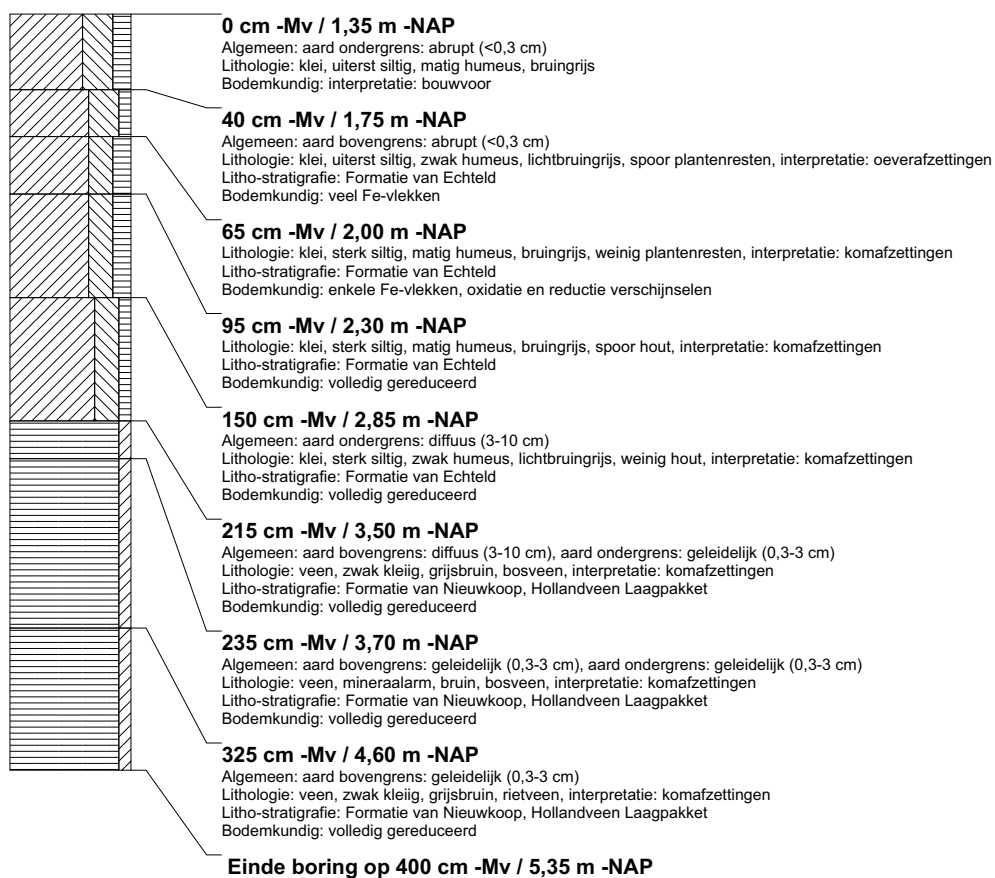 0 cm -Mv / 1,35 m -NAP
Algemeen: aard ondergrens: abrupt (<0,3 cm)
Lithologie: klei, uiterst siltig, matig humeus, bruingrijs
Bodemkundig: interpretatie: bouwvoor
40 cm -Mv / 1,75 m -NAP
Algemeen: aard bovengrens: abrupt (<0,3 cm)
Lithologie: klei, uiterst siltig, zwak humeus, lichtbruingrijs, spoor plantenresten, interpretatie: oeverafzettingen
Litho-stratigrafie: Formatie van Echteld
Bodemkundig: veel Fe-vlekken
65 cm -Mv / 2,00 m -NAP
Lithologie: klei, sterk siltig, matig humeus, bruingrijs, weinig plantenresten, interpretatie: komafzettingen
Litho-stratigrafie: Formatie van Echteld
Bodemkundig: enkele Fe-vlekken, oxidatie en reductie verschijnselen
95 cm -Mv / 2,30 m -NAP
Lithologie: klei, sterk siltig, matig humeus, bruingrijs, spoor hout, interpretatie: komafzettingen
Litho-stratigrafie: Formatie van Echteld
Bodemkundig: volledig gereduceerd
150 cm -Mv / 2,85 m -NAP
Algemeen: aard ondergrens: diffuus (3-10 cm)
Lithologie: klei, sterk siltig, zwak humeus, lichtbruingrijs, weinig hout, interpretatie: komafzettingen
Litho-stratigrafie: Formatie van Echteld
Bodemkundig: volledig gereduceerd
215 cm -Mv / 3,50 m -NAP
Algemeen: aard bovengrens: diffuus (3-10 cm), aard ondergrens: geleidelijk (0,3-3 cm)
Lithologie: veen, zwak kleiig, grijsbruin, bosveen, interpretatie: komafzettingen
Litho-stratigrafie: Formatie van Nieuwkoop, Hollandveen Laagpakket
Bodemkundig: volledig gereduceerd
235 cm -Mv / 3,70 m -NAP
Algemeen: aard bovengrens: geleidelijk (0,3-3 cm), aard ondergrens: geleidelijk (0,3-3 cm)
Lithologie: veen, mineraalarm, bruin, bosveen, interpretatie: komafzettingen
Litho-stratigrafie: Formatie van Nieuwkoop, Hollandveen Laagpakket
Bodemkundig: volledig gereduceerd
325 cm -Mv / 4,60 m -NAP
Algemeen: aard bovengrens: geleidelijk (0,3-3 cm)
Lithologie: veen, zwak kleiig, grijsbruin, rietveen, interpretatie: komafzettingen
Litho-stratigrafie: Formatie van Nieuwkoop, Hollandveen Laagpakket
Bodemkundig: volledig gereduceerd
Einde boring op 400 cm -Mv / 5,35 m -NAP